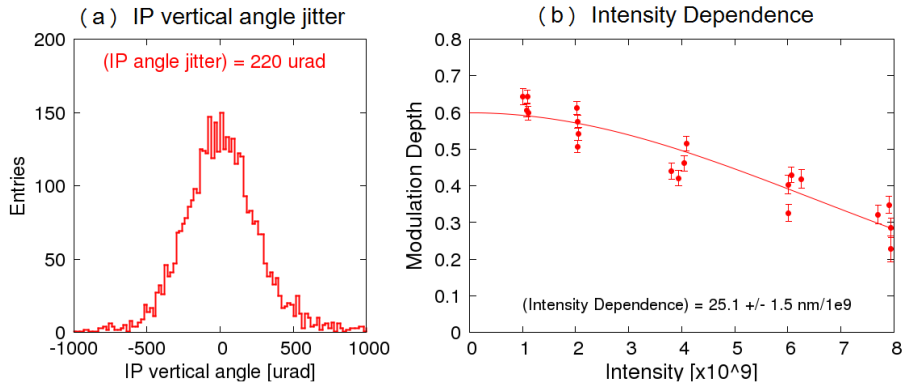 (a) IP vertical angle jitter
200
150
100
50
0
Entries
(IP angle jitter) = 220 urad
-1000 -500 0 500 1000
IP vertical angle [urad]
(b) Intensity Dependence
0.8
0.7
0.6
0.5
0.4
0.3
0.2
0.1
0
Modulation Depth
(Intensity Dependence) = 25.1 +/- 1.5 nm/1e9
0 1 2 3 4 5 6 7 8
Intensity [x10^9]